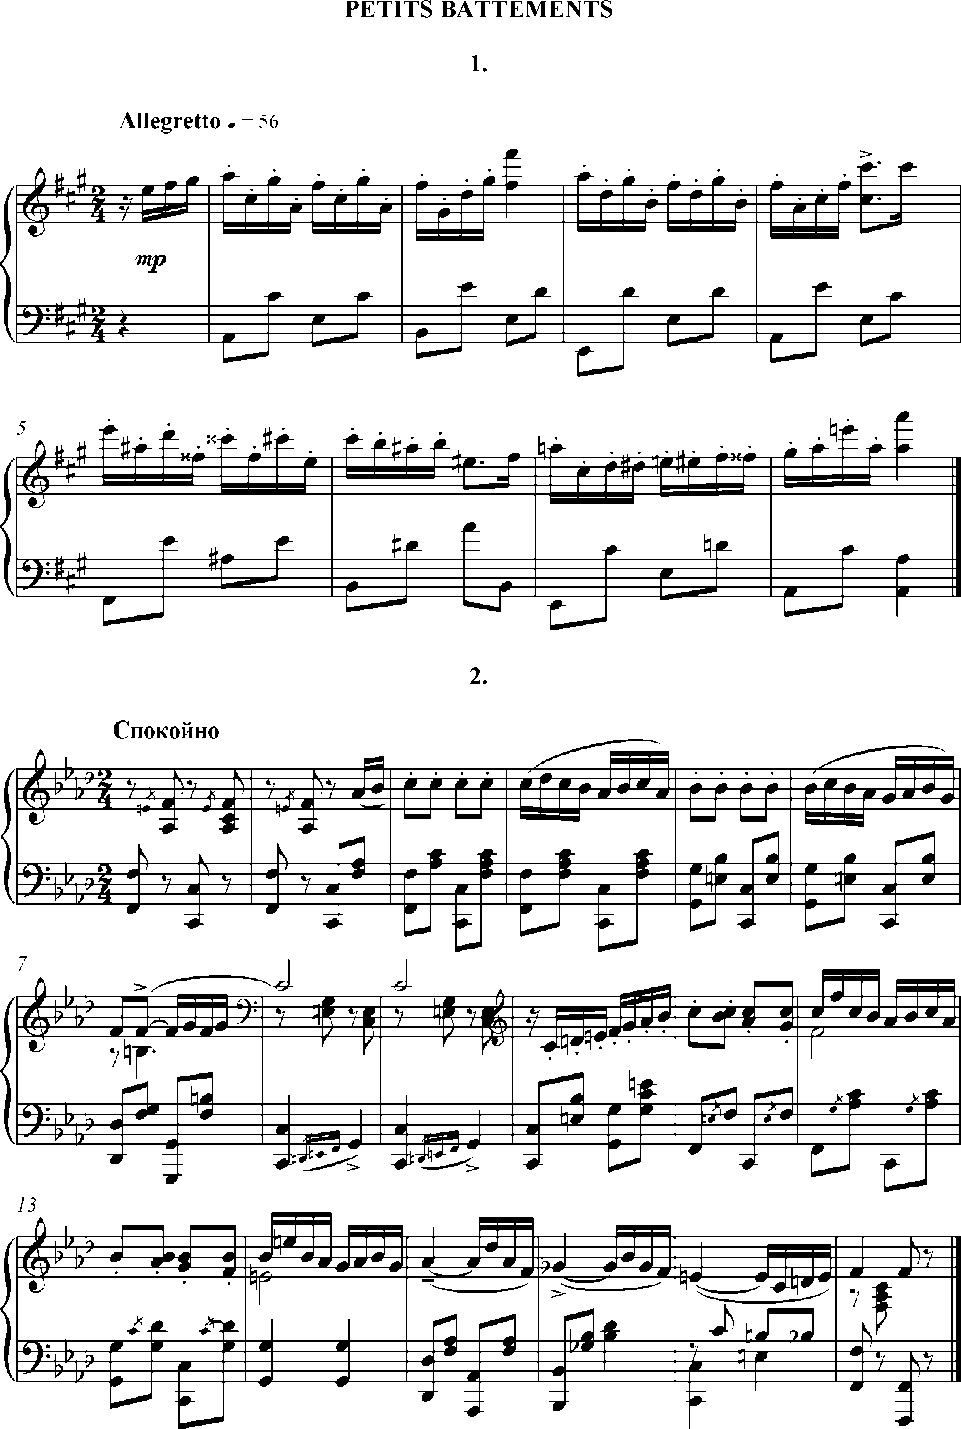 PETITS BATTEMENTS
1.
Allegretto ♩ = 56
mp
5
2.
Спокойно
7
13